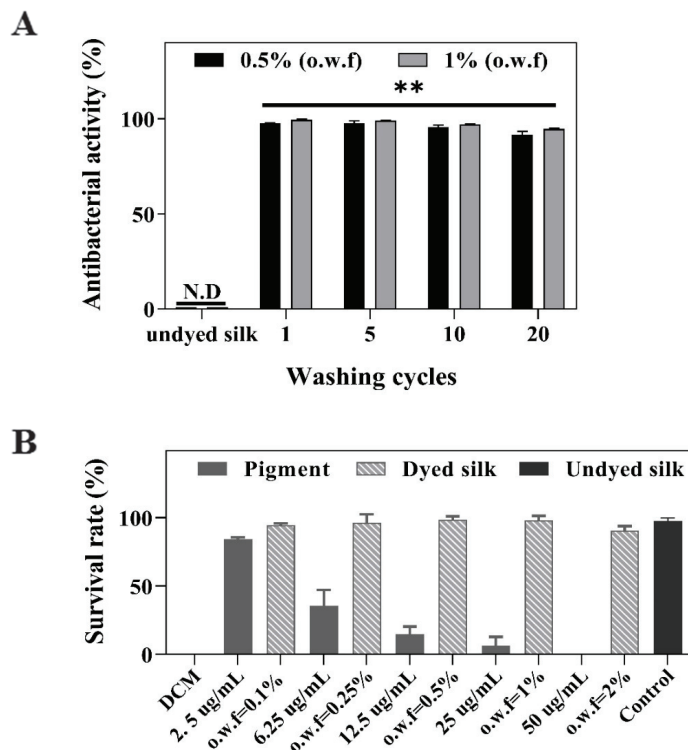 A
Antibacterial activity (%)
0.5% (o.w.f) 1% (o.w.f)
**
100
50
0
N.D
undyed silk 1 5 10 20
Washing cycles
B
Survival rate (%)
Pigment Dyed silk Undyed silk
100
50
0
DCM
2. 5 ug/mL
o.w.f=0.1%
6.25 ug/mL
o.w.f=0.25%
12.5 ug/mL
o.w.f=0.5%
25 ug/mL
o.w.f=1%
50 ug/mL
o.w.f=2%
Control